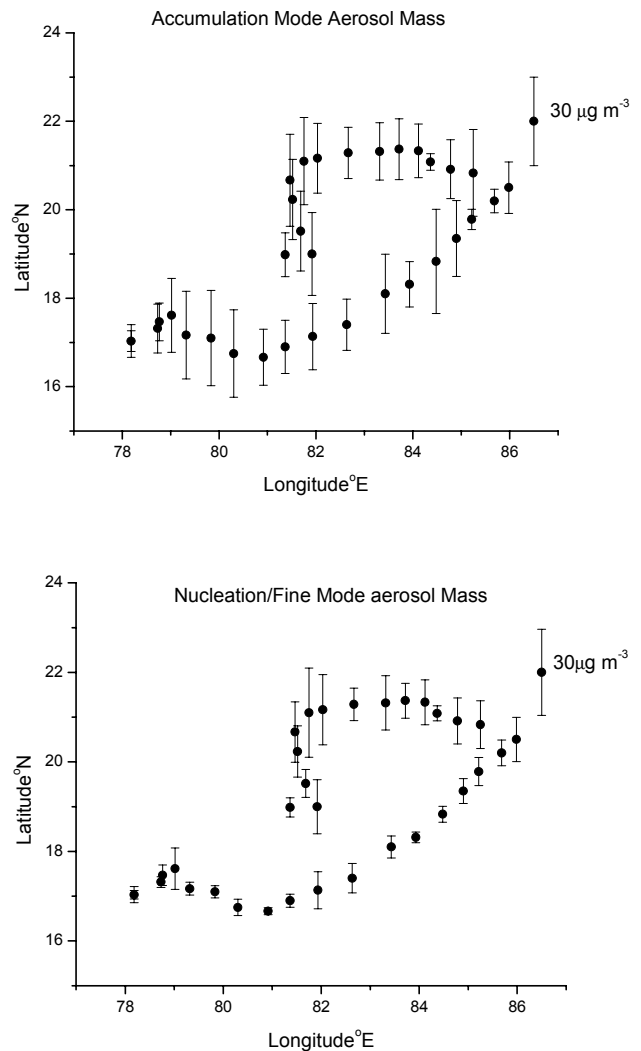 Accumulation Mode Aerosol Mass
24
22
20
18
16
78
80
82
84
86
Latitude°N
Longitude°E
30 μg m⁻³
Nucleation/Fine Mode aerosol Mass
24
22
20
18
16
78
80
82
84
86
Latitude°N
Longitude°E
30μg m⁻³